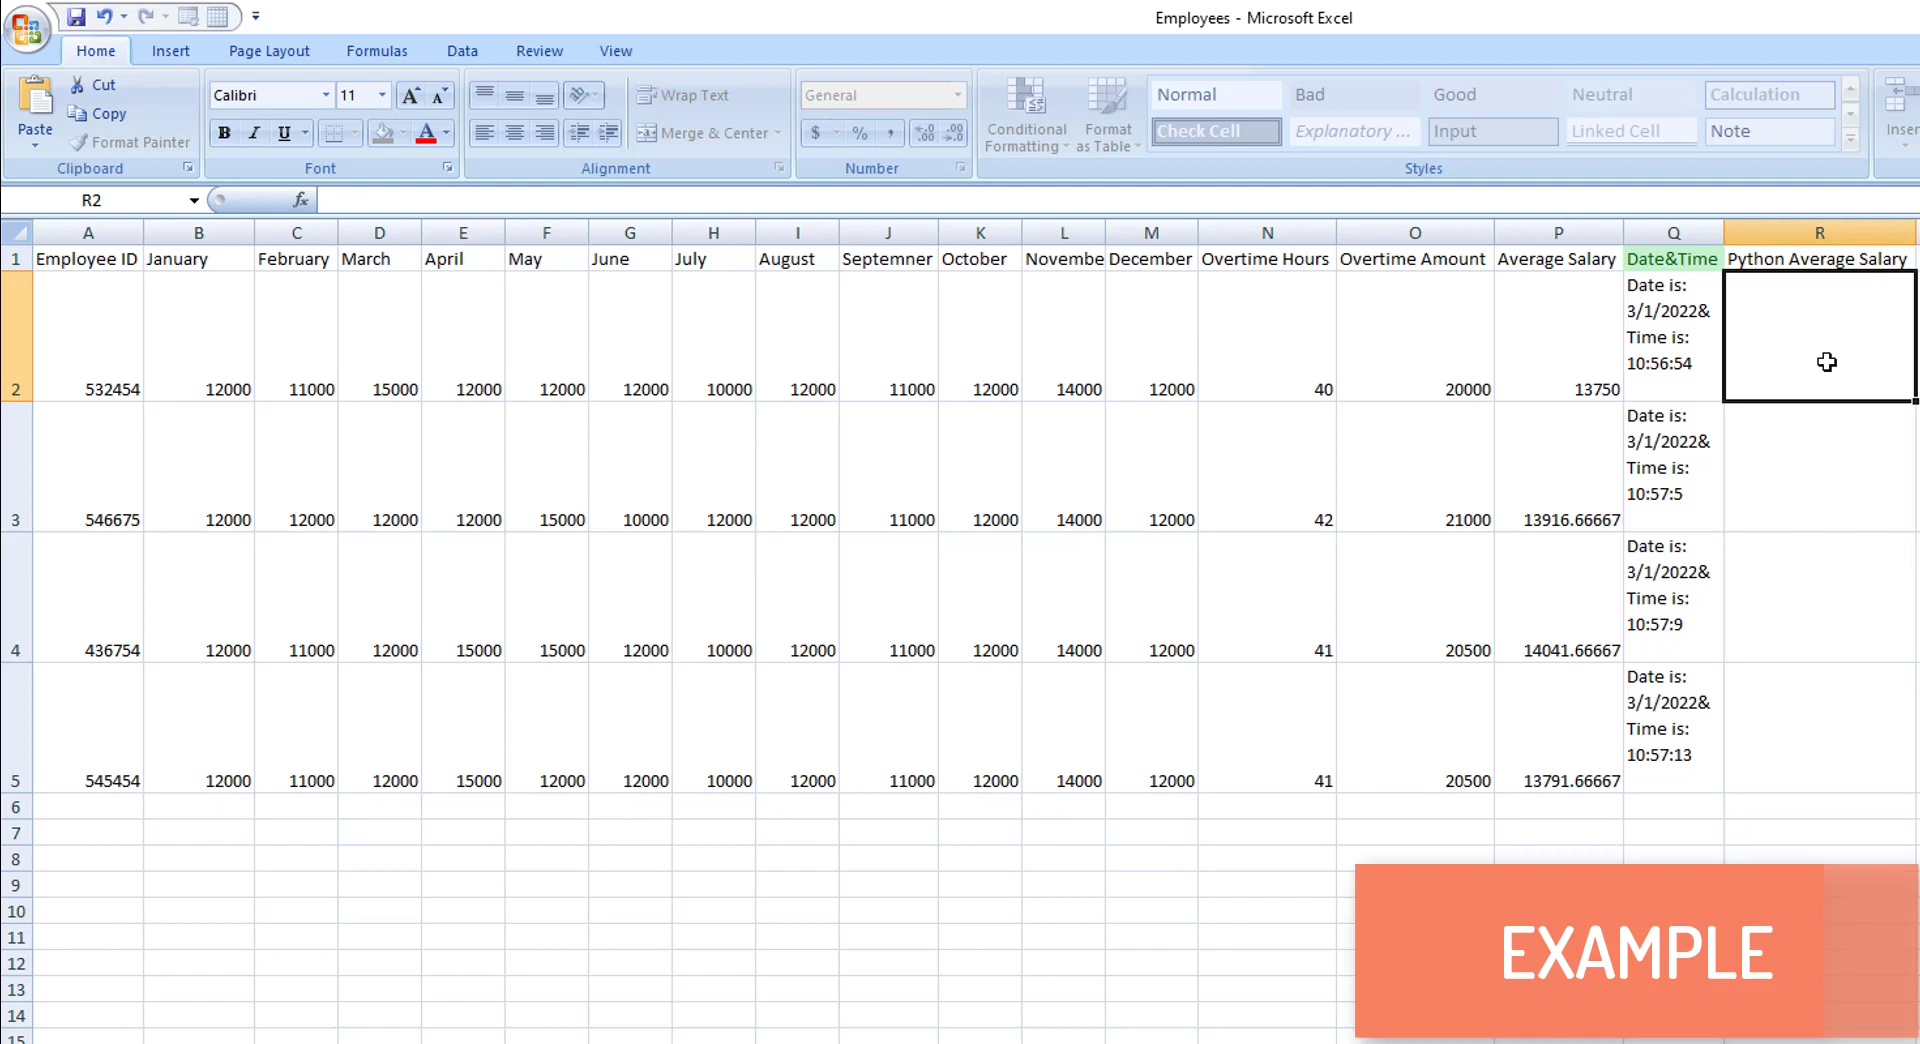 Employees - Microsoft Excel
Home Insert Page Layout Formulas Data Review View
Cut
Copy
Format Painter
Paste
Clipboard
Calibri 11 A A
B I U A
Font
Wrap Text
Merge & Center
Alignment
General
$ % , .0 .00 .00 .0
Number
Conditional Formatting
Format as Table
Normal Bad Good Neutral Calculation
Check Cell Explanatory ... Input Linked Cell Note
Styles
Inser
R2 fx
A B C D E F G H I J K L M N O P Q R
1 Employee ID January February March April May June July August Septemner October Novembe December Overtime Hours Overtime Amount Average Salary Date&Time Python Average Salary
Date is:
3/1/2022&
Time is:
10:56:54
2 532454 12000 11000 15000 12000 12000 12000 10000 12000 11000 12000 14000 12000 40 20000 13750
Date is:
3/1/2022&
Time is:
10:57:5
3 546675 12000 12000 12000 12000 15000 10000 12000 12000 11000 12000 14000 12000 42 21000 13916.66667
Date is:
3/1/2022&
Time is:
10:57:9
4 436754 12000 11000 12000 15000 15000 12000 10000 12000 11000 12000 14000 12000 41 20500 14041.66667
Date is:
3/1/2022&
Time is:
10:57:13
5 545454 12000 11000 12000 15000 12000 12000 10000 12000 11000 12000 14000 12000 41 20500 13791.66667
6
7
8
9
10
11
12
13
14
15
EXAMPLE